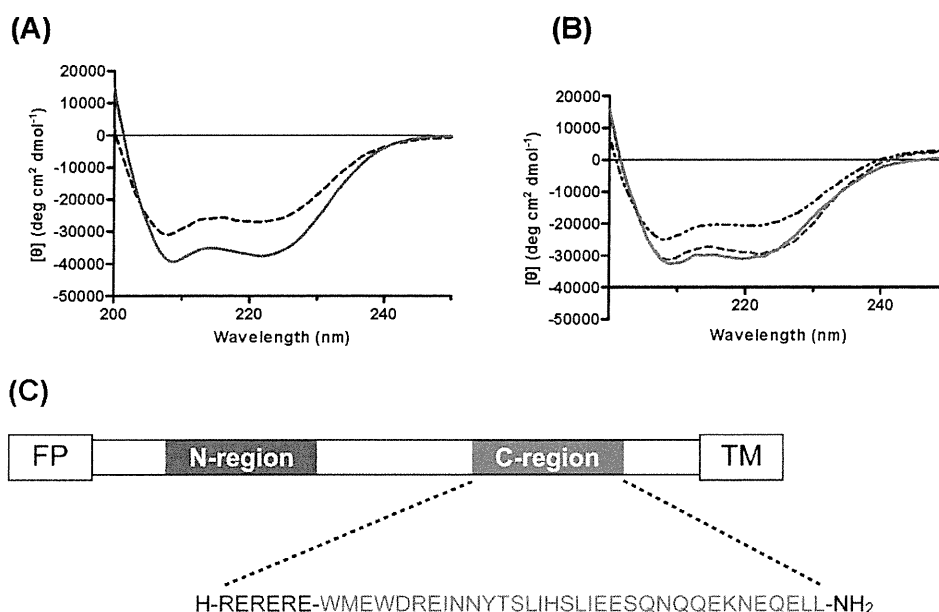 (A)
[θ] (deg cm² dmol⁻¹)
20000
10000
0
-10000
-20000
-30000
-40000
-50000
200
220
240
Wavelength (nm)
(B)
[θ] (deg cm² dmol⁻¹)
20000
10000
0
-10000
-20000
-30000
-40000
-50000
220
240
Wavelength (nm)
(C)
FP
N-region
C-region
TM
H-RERERE-WMEWDREINNYTSLIHSLIEESQNQQEKNEQELL-NH₂